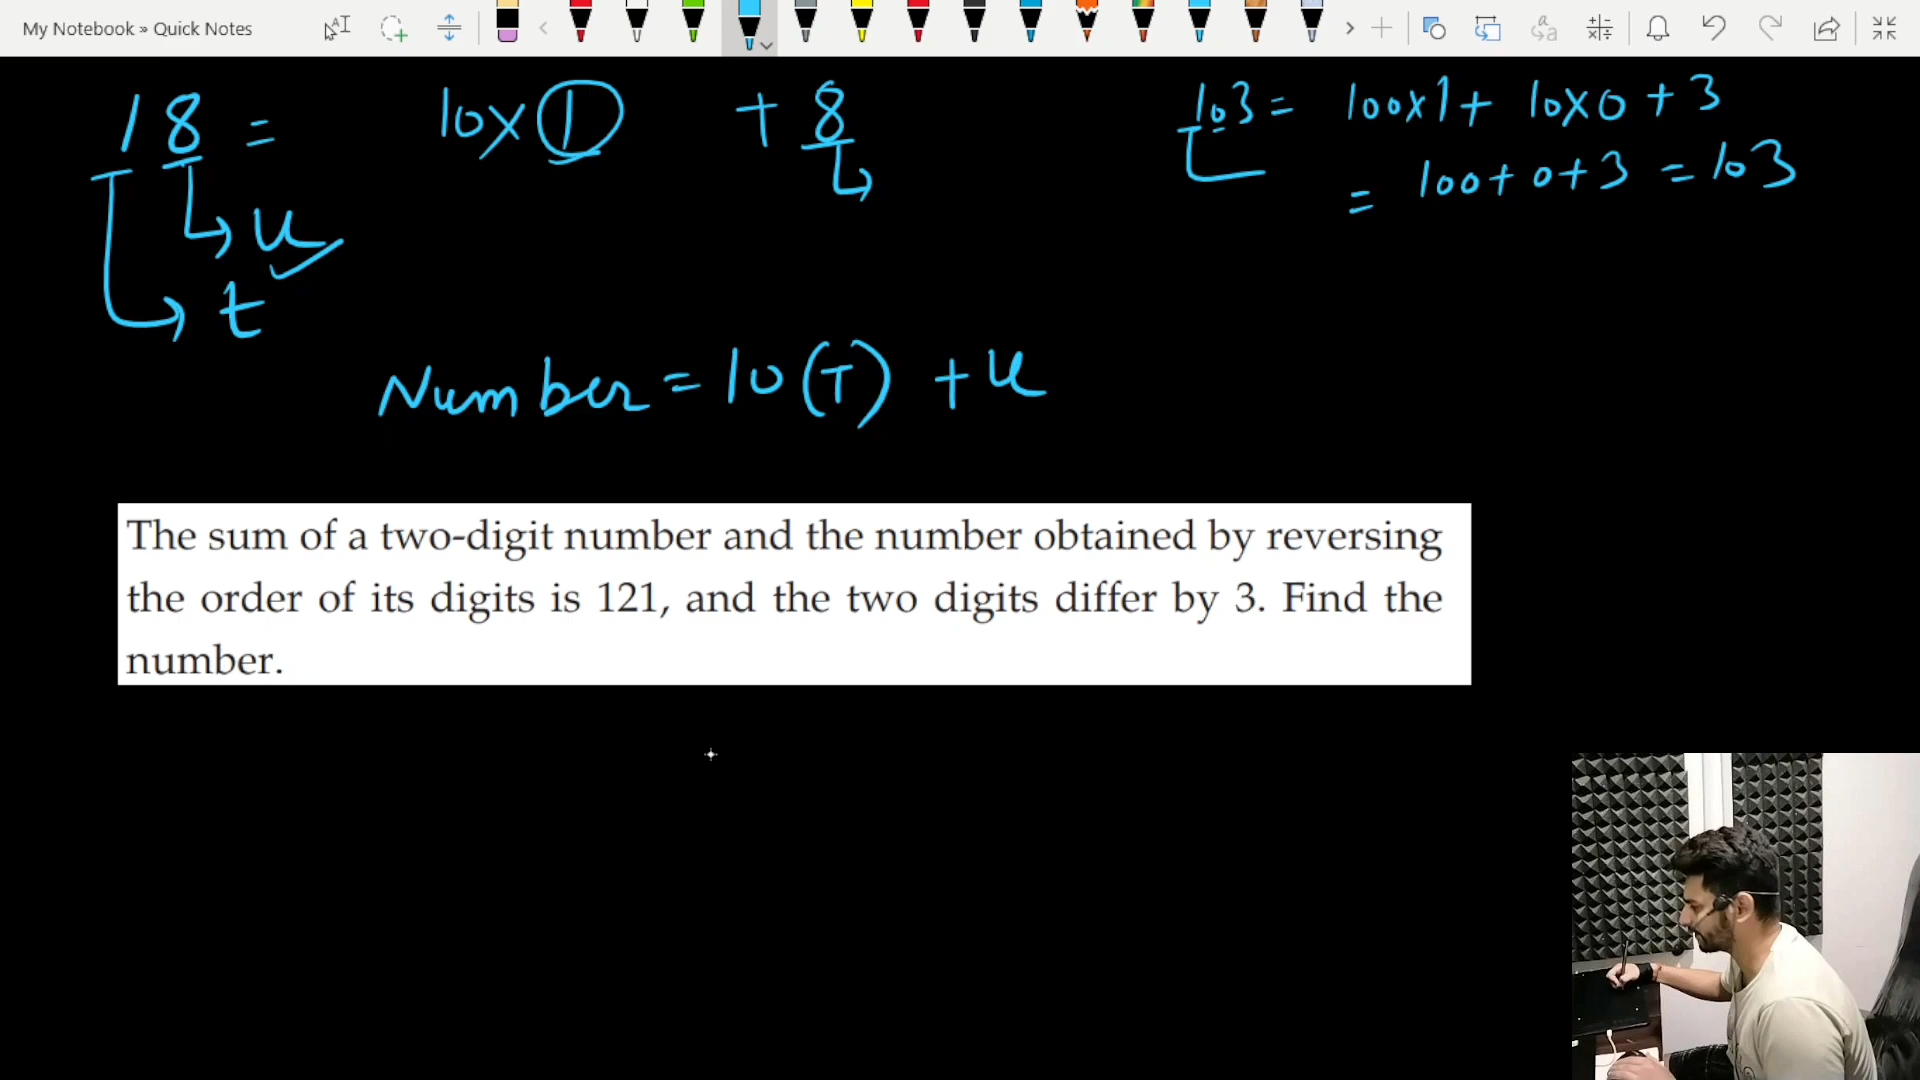 My Notebook » Quick Notes
18 = 10x1 + 8
u
t
103 = 100x1 + 10x0 + 3
= 100 + 0 + 3 = 103
Number = 10(T) + u
The sum of a two-digit number and the number obtained by reversing
the order of its digits is 121, and the two digits differ by 3. Find the
number.